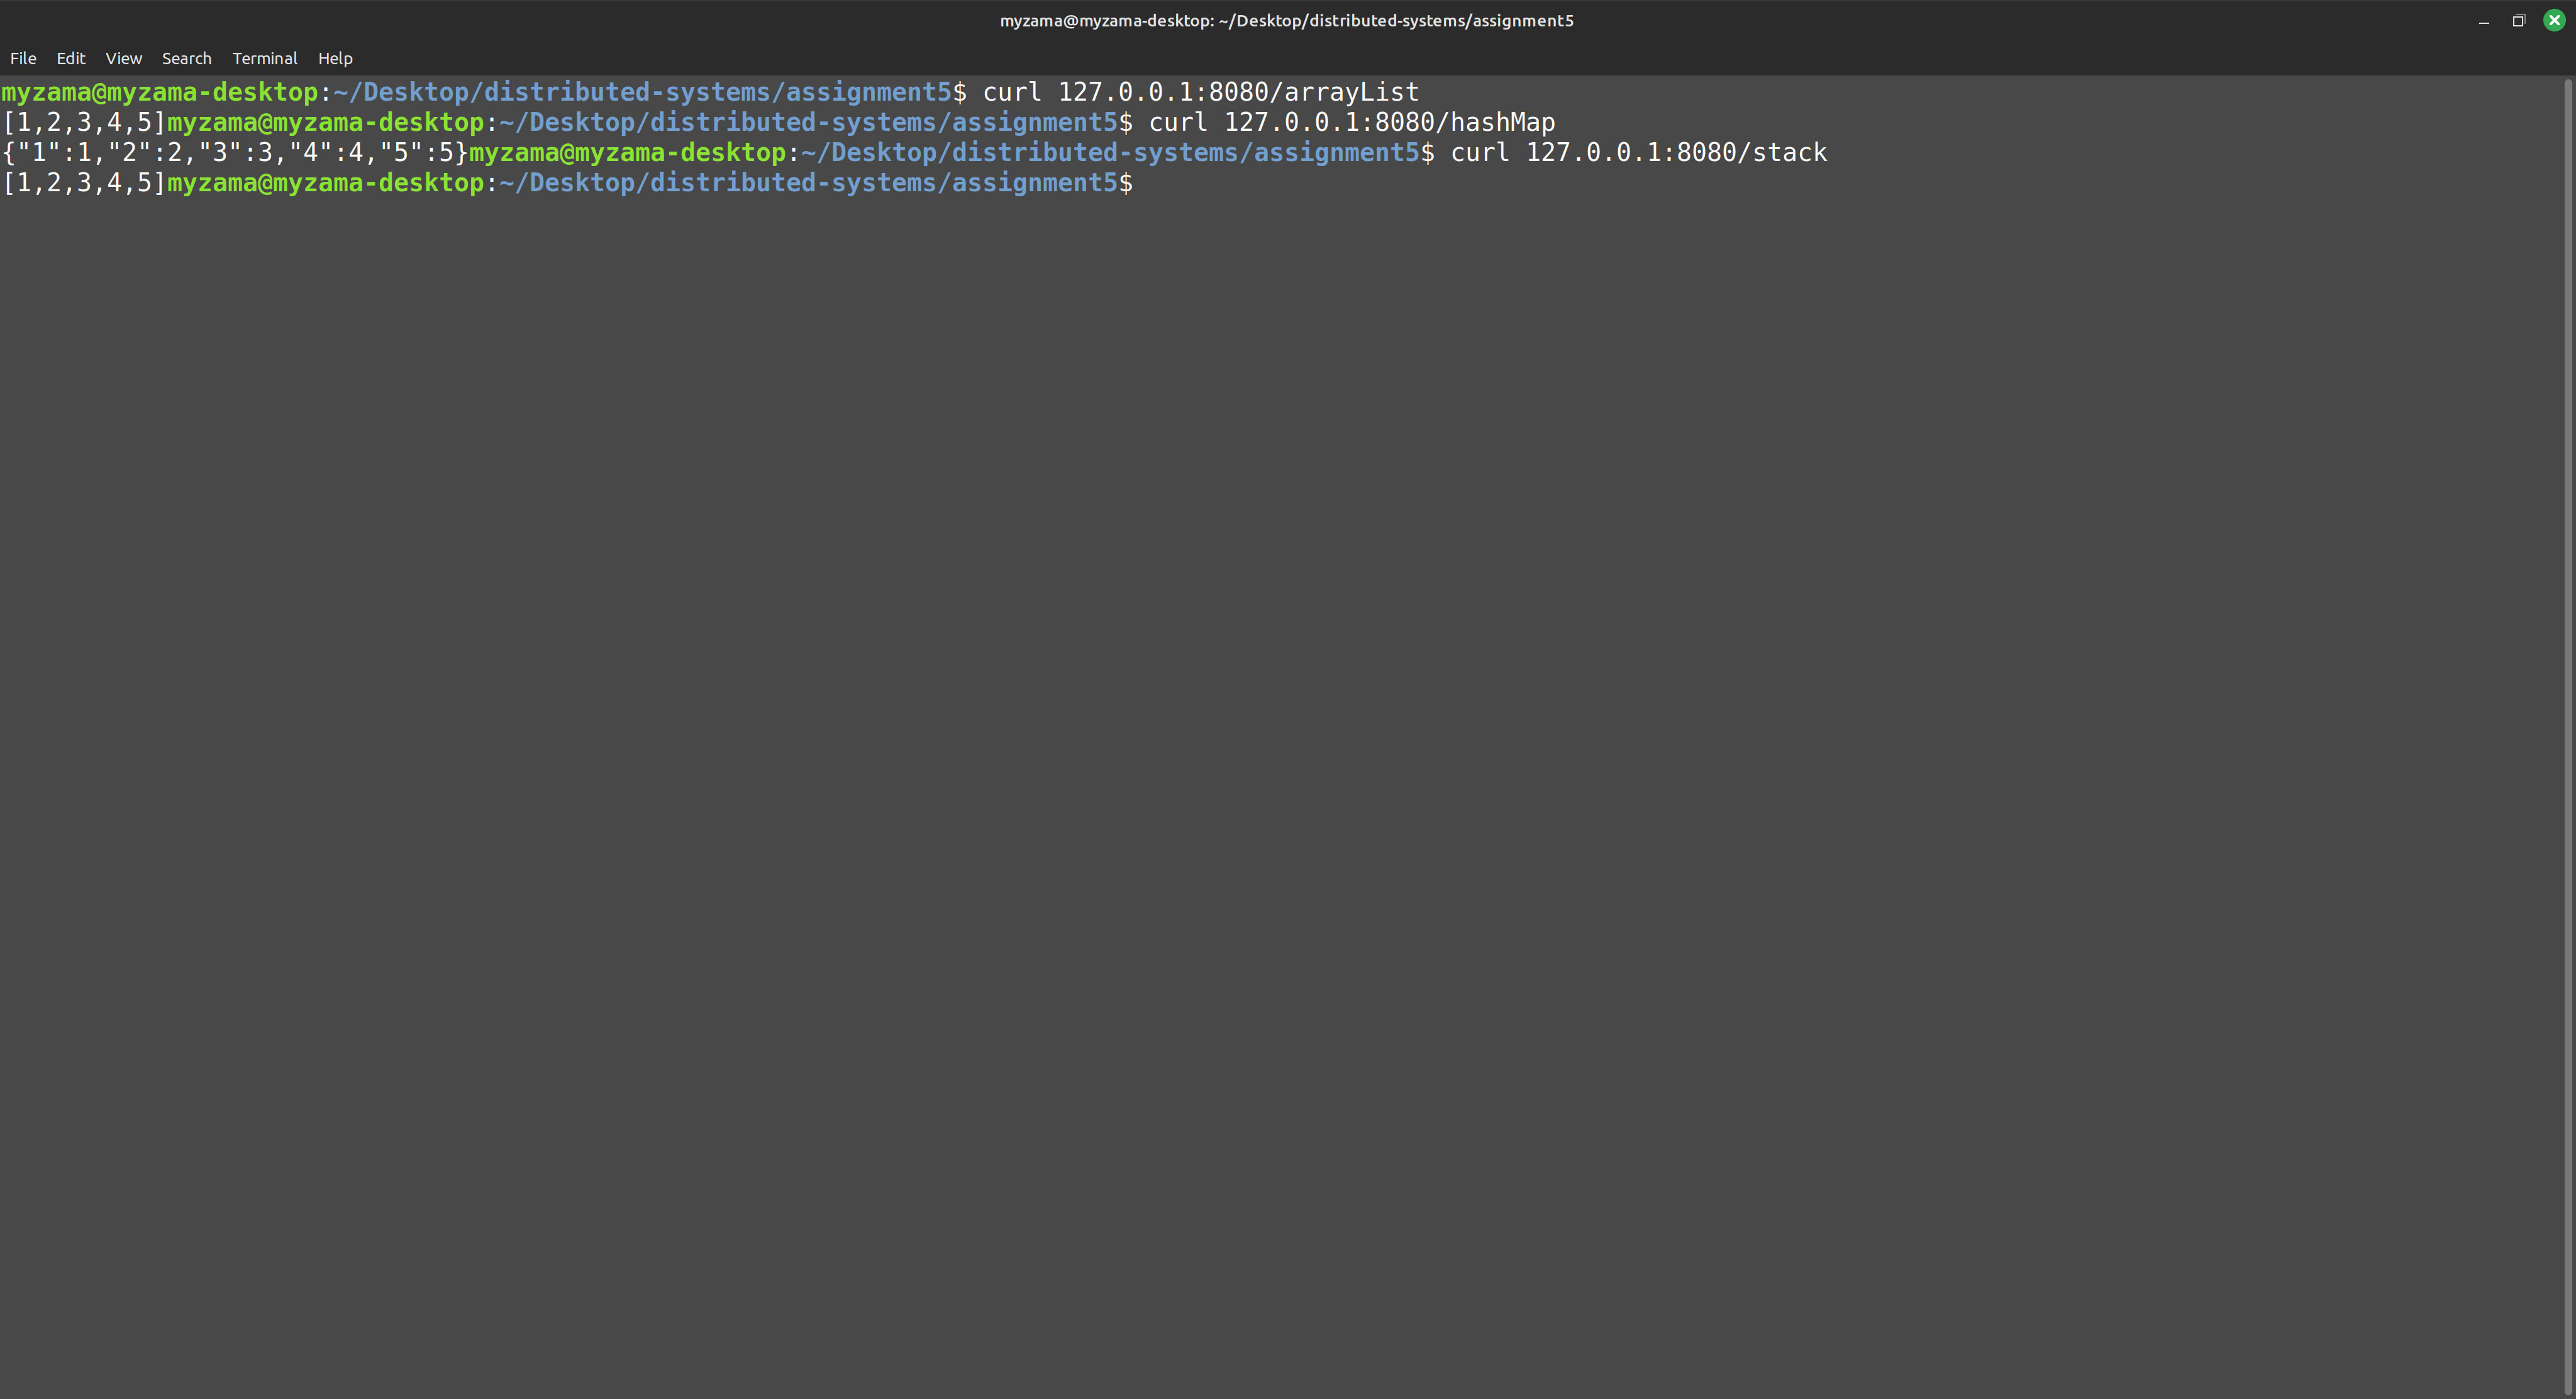 myzama@myzama-desktop: ~/Desktop/distributed-systems/assignment5
File Edit View Search Terminal Help
myzama@myzama-desktop:~/Desktop/distributed-systems/assignment5$ curl 127.0.0.1:8080/arrayList
[1,2,3,4,5]myzama@myzama-desktop:~/Desktop/distributed-systems/assignment5$ curl 127.0.0.1:8080/hashMap
{"1":1,"2":2,"3":3,"4":4,"5":5}myzama@myzama-desktop:~/Desktop/distributed-systems/assignment5$ curl 127.0.0.1:8080/stack
[1,2,3,4,5]myzama@myzama-desktop:~/Desktop/distributed-systems/assignment5$